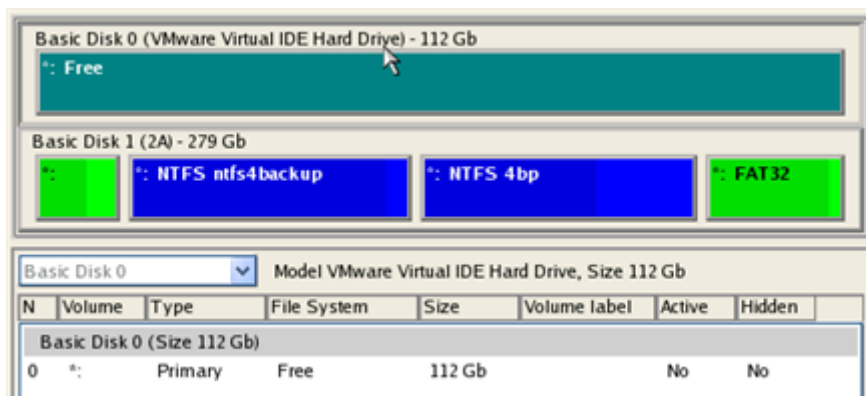 Basic Disk 0 (VMware Virtual IDE Hard Drive) - 112 Gb
*: Free
Basic Disk 1 (2A) - 279 Gb
*: *: NTFS ntfs4backup *: NTFS 4bp *: FAT32
Basic Disk 0 Model VMware Virtual IDE Hard Drive, Size 112 Gb
N Volume Type File System Size Volume label Active Hidden
Basic Disk 0 (Size 112 Gb)
0 *: Primary Free 112 Gb No No